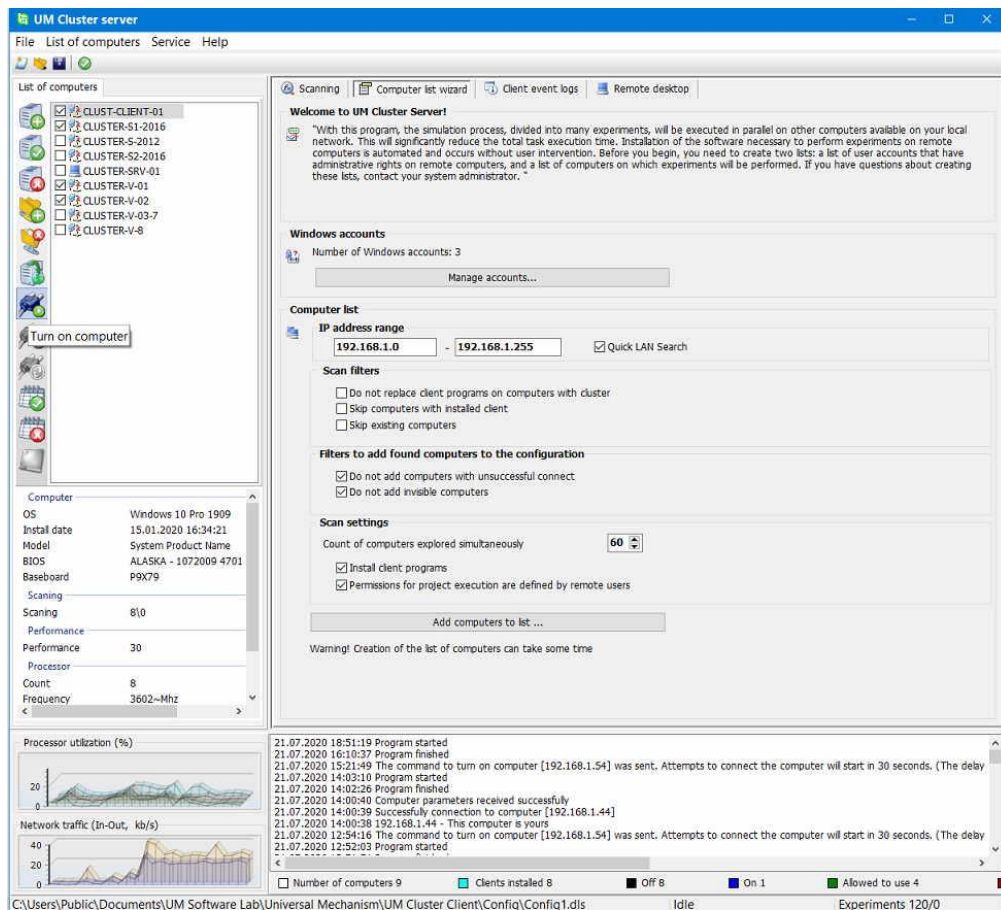 UM Cluster server
File List of computers Service Help
List of computers
CLUST-CLIENT-01
CLUSTER-S1-2016
CLUSTER-S-2012
CLUSTER-S2-2016
CLUSTER-SRV-01
CLUSTER-V-01
CLUSTER-V-02
CLUSTER-V-03-7
CLUSTER-V-8
Turn on computer
Computer
OS Windows 10 Pro 1909
Install date 15.01.2020 16:34:21
Model System Product Name
BIOS ALASKA - 1072009 4701
Baseboard P9X79
Scaning
Scaning 8\0
Performance
Performance 30
Processor
Count 8
Frequency 3602~Mhz
Processor utilization (%)
20
0
Network traffic (In-Out, kb/s)
40
20
0
Scanning Computer list wizard Client event logs Remote desktop
Welcome to UM Cluster Server!
"With this program, the simulation process, divided into many experiments, will be executed in parallel on other computers available on your local
network. This will significantly reduce the total task execution time. Installation of the software necessary to perform experiments on remote
computers is automated and occurs without user intervention. Before you begin, you need to create two lists: a list of user accounts that have
administrative rights on remote computers, and a list of computers on which experiments will be performed. If you have questions about creating
these lists, contact your system administrator. "
Windows accounts
Number of Windows accounts: 3
Manage accounts...
Computer list
IP address range
192.168.1.0 - 192.168.1.255 Quick LAN Search
Scan filters
Do not replace client programs on computers with cluster
Skip computers with installed client
Skip existing computers
Filters to add found computers to the configuration
Do not add computers with unsuccessful connect
Do not add invisible computers
Scan settings
Count of computers explored simultaneously 60
Install client programs
Permissions for project execution are defined by remote users
Add computers to list ...
Warning! Creation of the list of computers can take some time
21.07.2020 18:51:19 Program started
21.07.2020 16:10:37 Program finished
21.07.2020 15:21:49 The command to turn on computer [192.168.1.54] was sent. Attempts to connect the computer will start in 30 seconds. (The delay
21.07.2020 14:03:10 Program started
21.07.2020 14:02:26 Program finished
21.07.2020 14:00:40 Computer parameters received successfully
21.07.2020 14:00:39 Successfully connection to computer [192.168.1.44]
21.07.2020 14:00:38 192.168.1.44 - This computer is yours
21.07.2020 12:54:16 The command to turn on computer [192.168.1.54] was sent. Attempts to connect the computer will start in 30 seconds. (The delay
21.07.2020 12:52:03 Program started
Number of computers 9 Clients installed 8 Off 8 On 1 Allowed to use 4
C:\Users\Public\Documents\UM Software Lab\Universal Mechanism\UM Cluster Client\Config\Config1.dls Idle Experiments 120/0